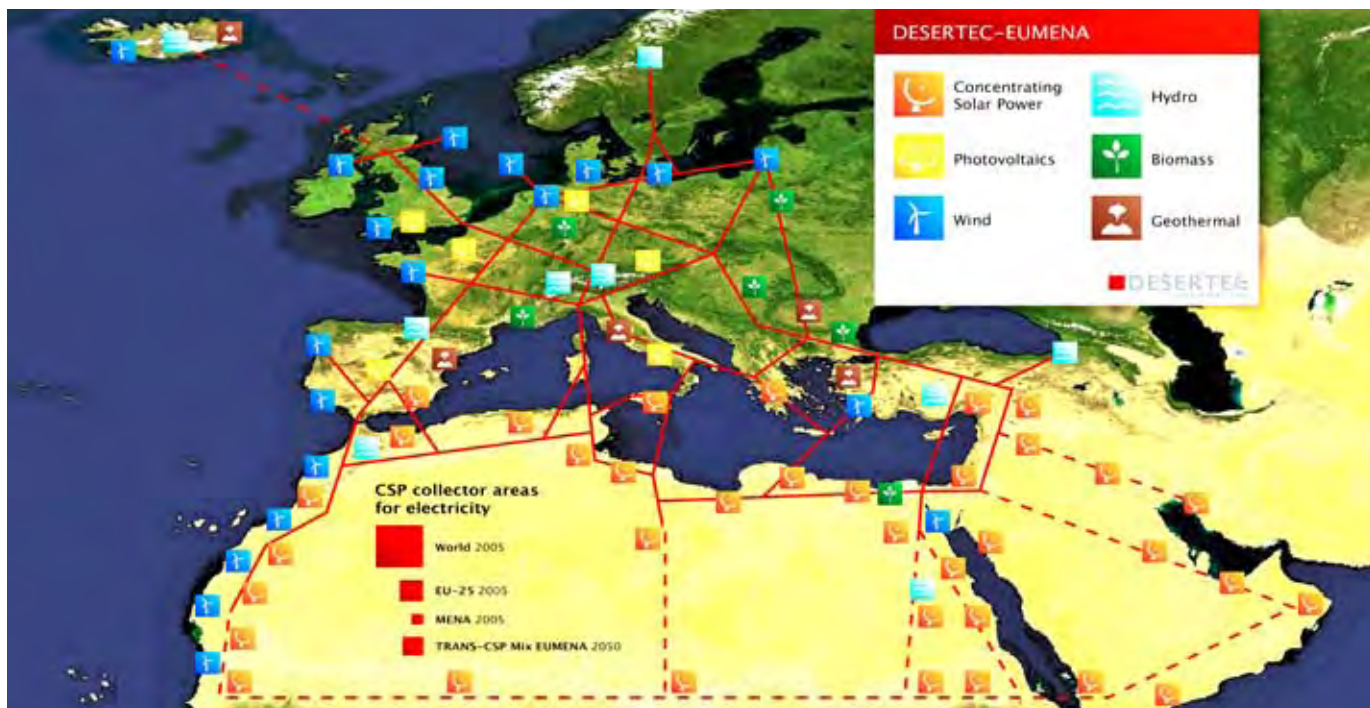 DESERTEC-EUMENA
Concentrating
Solar Power
Hydro
Photovoltaics
Biomass
Wind
Geothermal
DESERTEC
CSP collector areas
for electricity
World 2005
EU-25 2005
MENA 2005
TRANS-CSP Mix EUMENA 2050